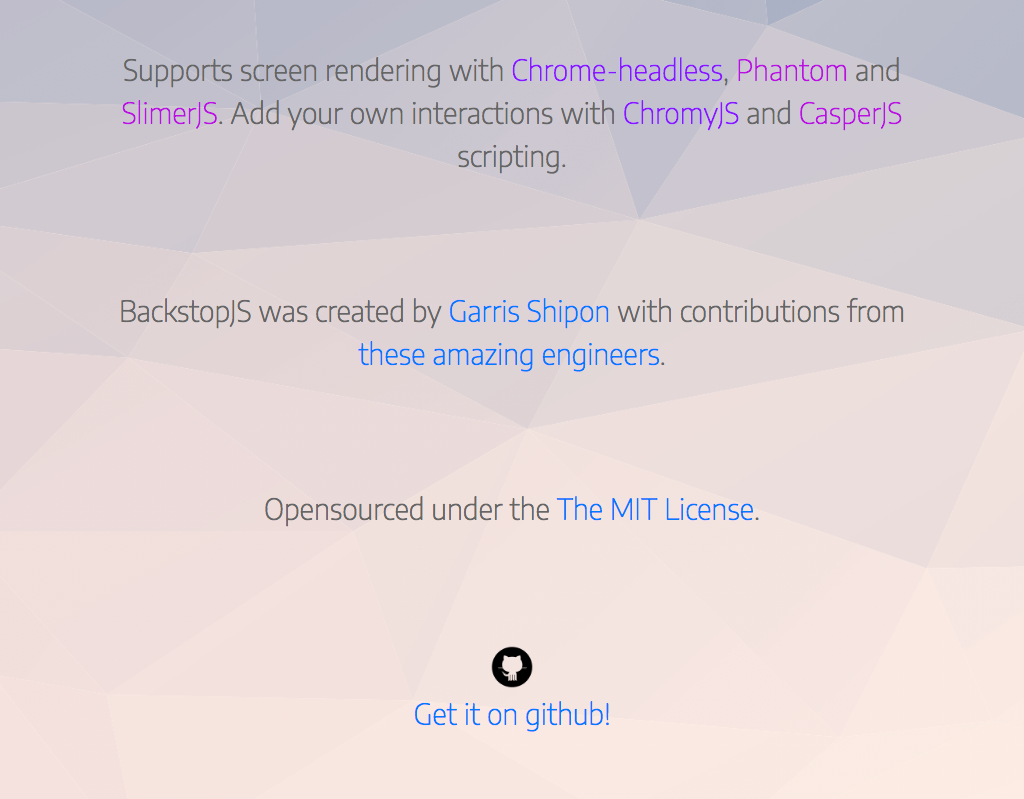 Supports screen rendering with Chrome-headless, Phantom and
SlimerJS. Add your own interactions with ChromyJS and CasperJS
scripting.
BackstopJS was created by Garris Shipon with contributions from
these amazing engineers.
Opensourced under the The MIT License.
Get it on github!